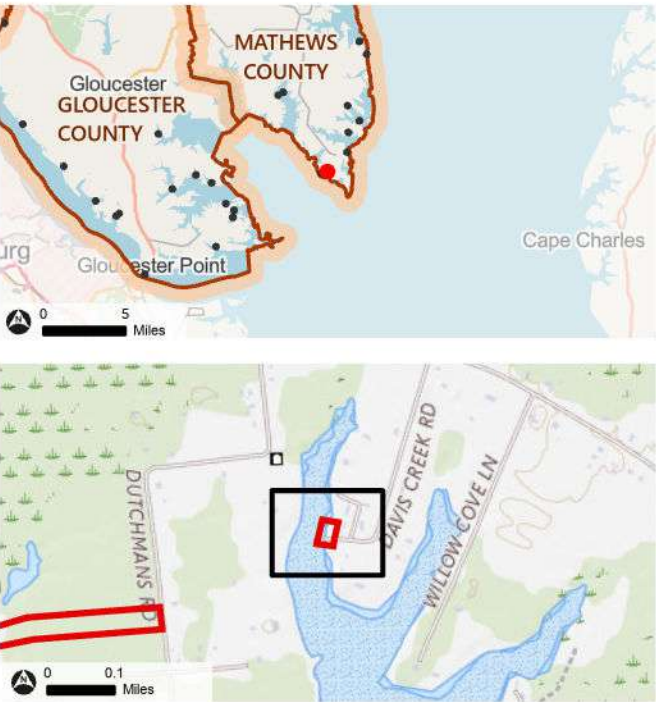 MATHEWS
COUNTY
Gloucester
GLOUCESTER
COUNTY
Cape Charles
urg
Gloucester Point
N
0 5
Miles
DUTCHMANS RD
DAVIS CREEK RD
WILLOW COVE LN
N
0 0.1
Miles